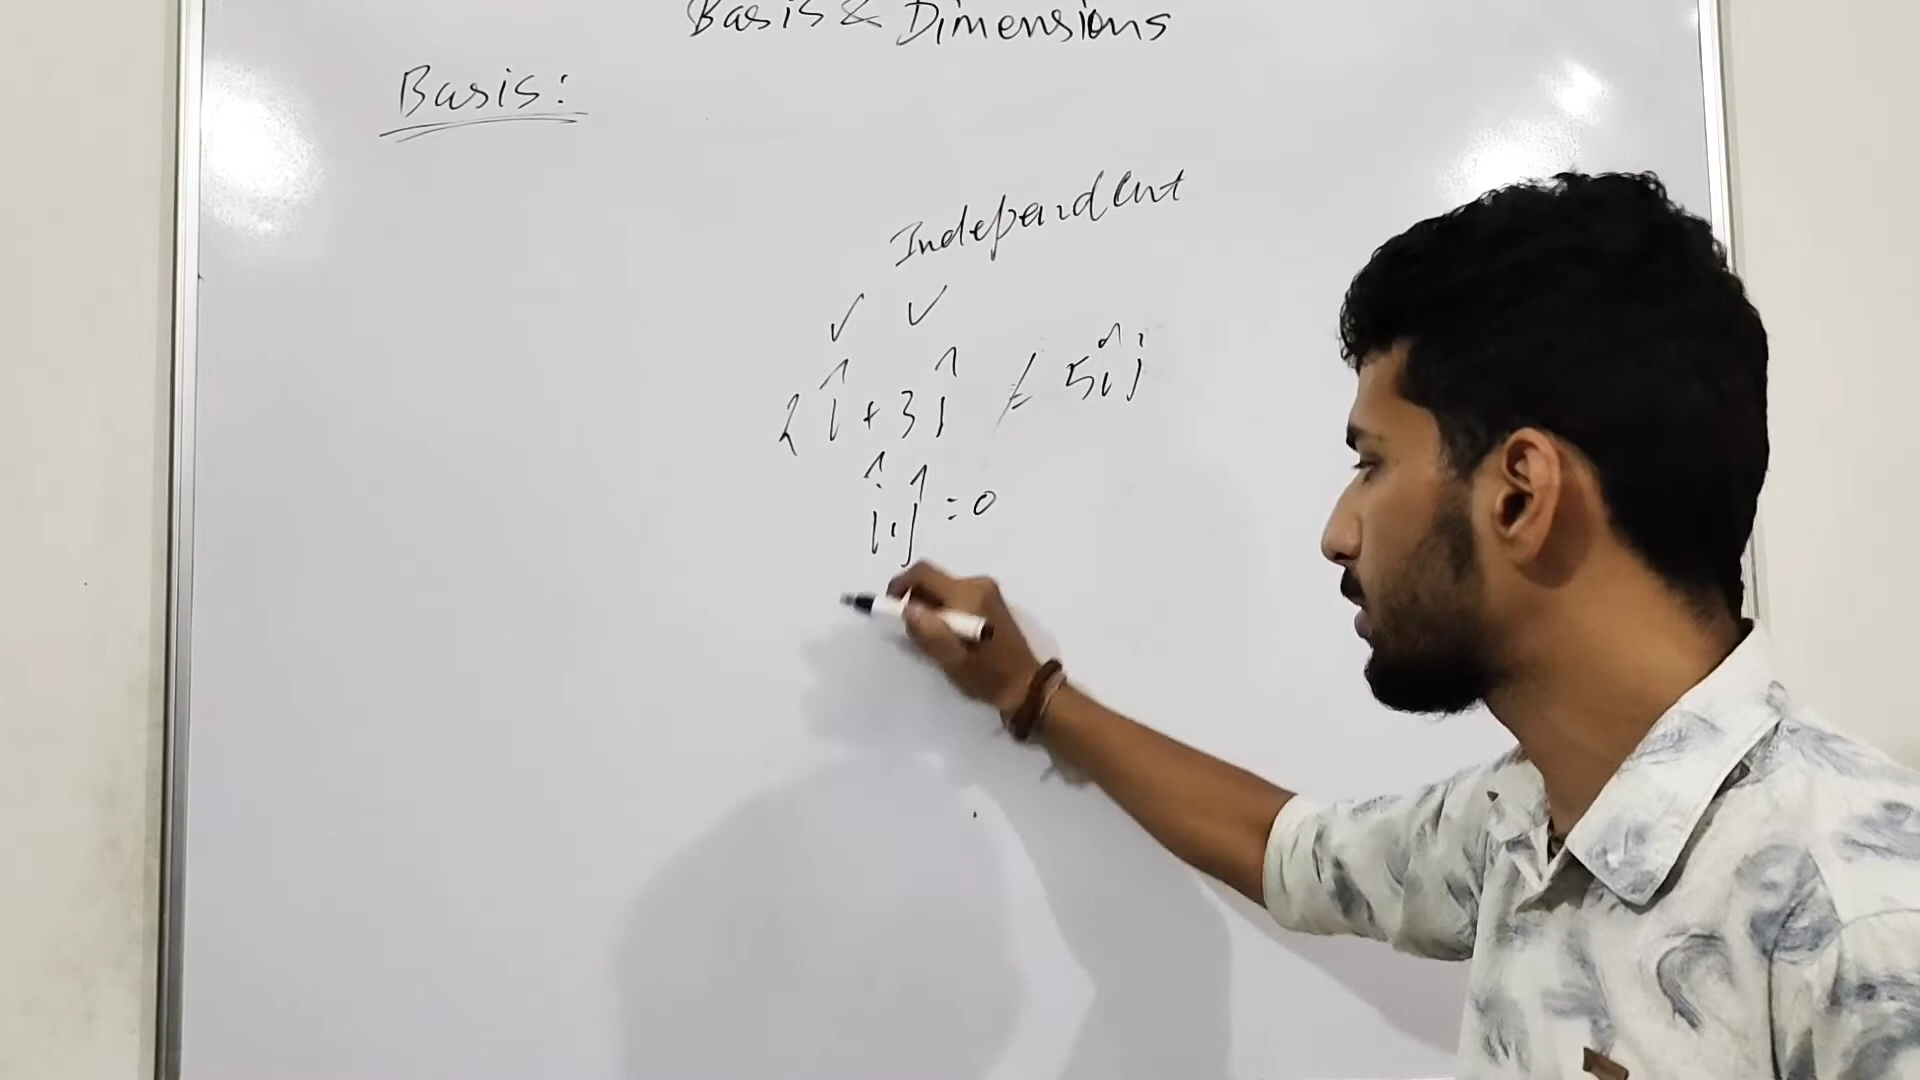 Basis & Dimensions
Basis:
Independent
✓ ✓
2î + 3ĵ ≠ 5îĵ
î.ĵ = 0